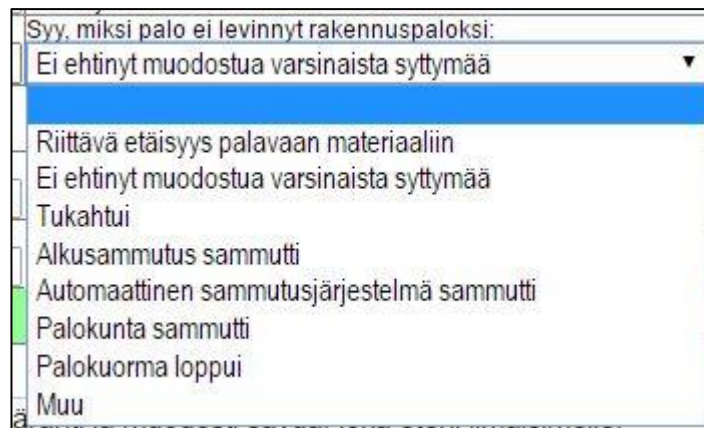 Syy, miksi palo ei levinnyt rakennuspaloksi:
Ei ehtinyt muodostua varsinaista syttymää
Riittävä etäisyys palavaan materiaaliin
Ei ehtinyt muodostua varsinaista syttymää
Tukahtui
Alkusammutus sammutti
Automaattinen sammutusjärjestelmä sammutti
Palokunta sammutti
Palokuorma loppui
Muu